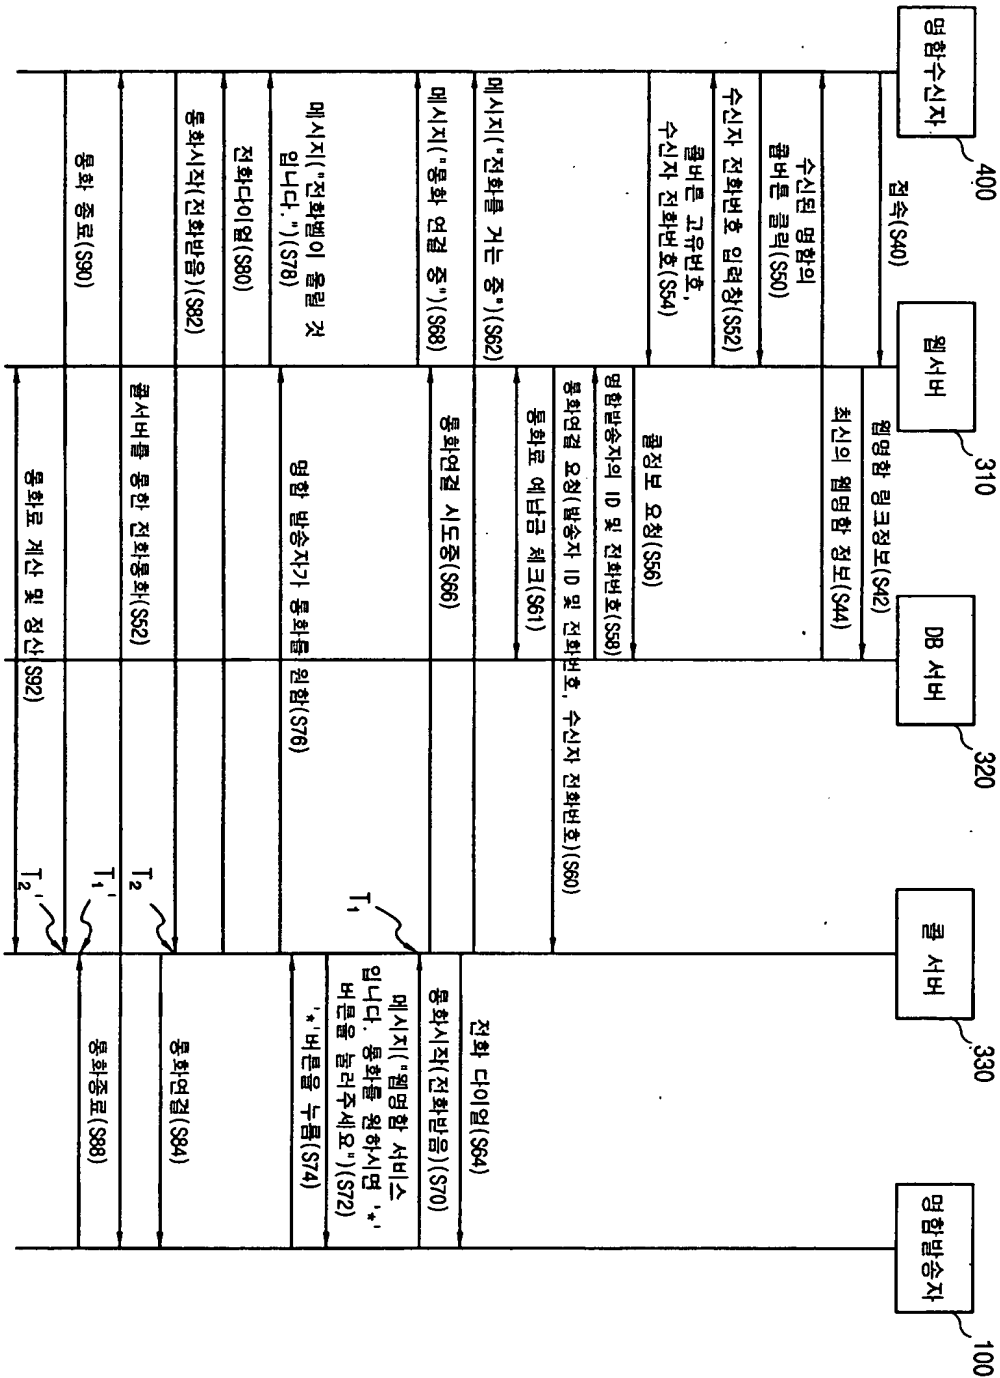 명함수신자
400
웹서버
310
DB 서버
320
콜 서버
330
명함발송자
100
접속(S40)
웹명함 링크정보(S42)
최신의 웹명함 정보(S44)
수신된 명함의
콜버튼 클릭(S50)
수신자 전화번호 입력창(S52)
콜버튼 고유번호,
수신자 전화번호(S54)
콜정보 요청(S56)
명함발송자의 ID 및 전화번호(S58)
통화연결 요청(발송자 ID 및 전화번호, 수신자 전화번호)(S60)
통화료 예납금 체크(S61)
메시지("전화를 거는 중")(S62)
전화 다이얼(S64)
통화연결 시도중(S66)
메시지("통화 연결 중")(S68)
통화시작(전화받음)(S70)
T1
메시지("웹명함 서비스
입니다. 통화를 원하시면 '*'
버튼을 눌러주세요")(S72)
'*'버튼을 누름(S74)
명함 발송자가 통화를 원함(S76)
메시지("전화벨이 울릴 것
입니다.")(S78)
전화다이얼(S80)
통화시작(전화받음)(S82)
T2
통화연결(S84)
콜서버를 통한 전화통화(S52)
통화종료(S88)
T1'
통화 종료(S90)
T2'
통화료 계산 및 정산(S92)